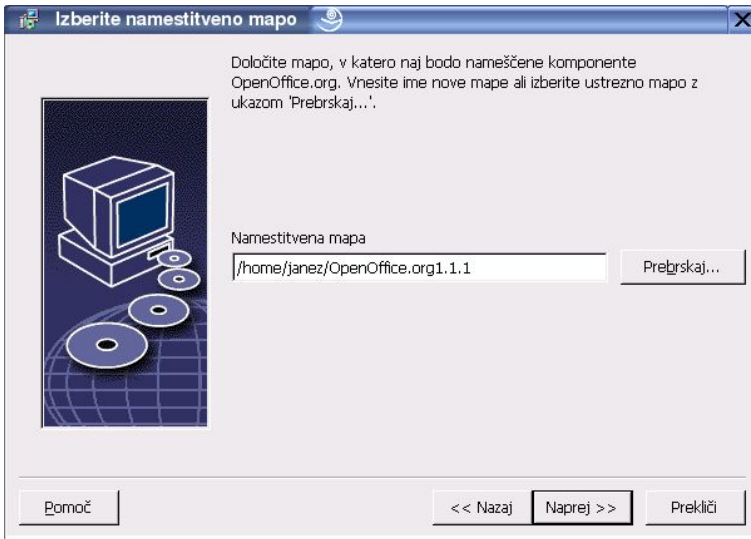 Izberite namestitveno mapo
Določite mapo, v katero naj bodo nameščene komponente
OpenOffice.org. Vnesite ime nove mape ali izberite ustrezno mapo z
ukazom 'Prebrskaj...'.
Namestitvena mapa
/home/janez/OpenOffice.org1.1.1
Prebrskaj...
Pomoč
<< Nazaj
Naprej >>
Prekliči